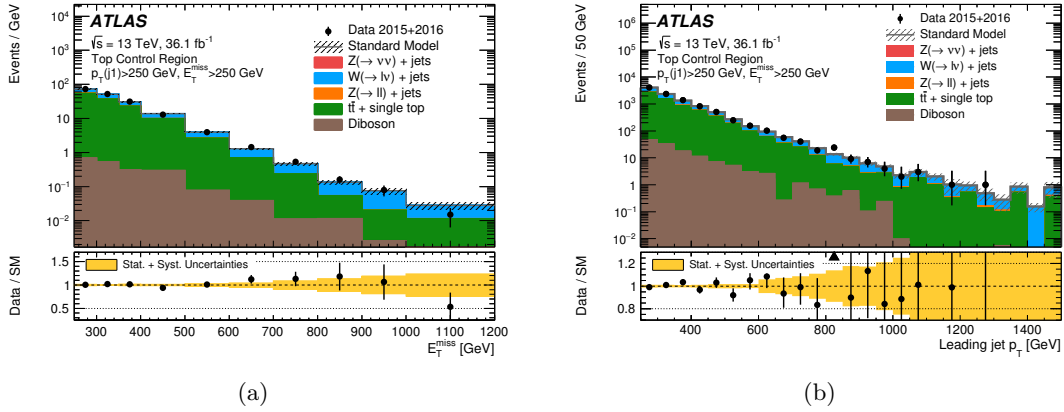 ATLAS
√s = 13 TeV, 36.1 fb⁻¹
Top Control Region
p_T(j1)>250 GeV, E_T^miss>250 GeV
Data 2015+2016
Standard Model
Z(→ νν) + jets
W(→ lν) + jets
Z(→ ll) + jets
tt̄ + single top
Diboson
Events / GeV
10⁴
10³
10²
10
1
10⁻¹
10⁻²
Stat. + Syst. Uncertainties
Data / SM
1.5
1.0
0.5
300 400 500 600 700 800 900 1000 1100 1200
E_T^miss [GeV]
(a)
ATLAS
√s = 13 TeV, 36.1 fb⁻¹
Top Control Region
p_T(j1)>250 GeV, E_T^miss>250 GeV
Data 2015+2016
Standard Model
Z(→ νν) + jets
W(→ lν) + jets
Z(→ ll) + jets
tt̄ + single top
Diboson
Events / 50 GeV
10⁶
10⁵
10⁴
10³
10²
10
1
10⁻¹
10⁻²
Stat. + Syst. Uncertainties
Data / SM
1.2
1.0
0.8
400 600 800 1000 1200 1400
Leading jet p_T [GeV]
(b)